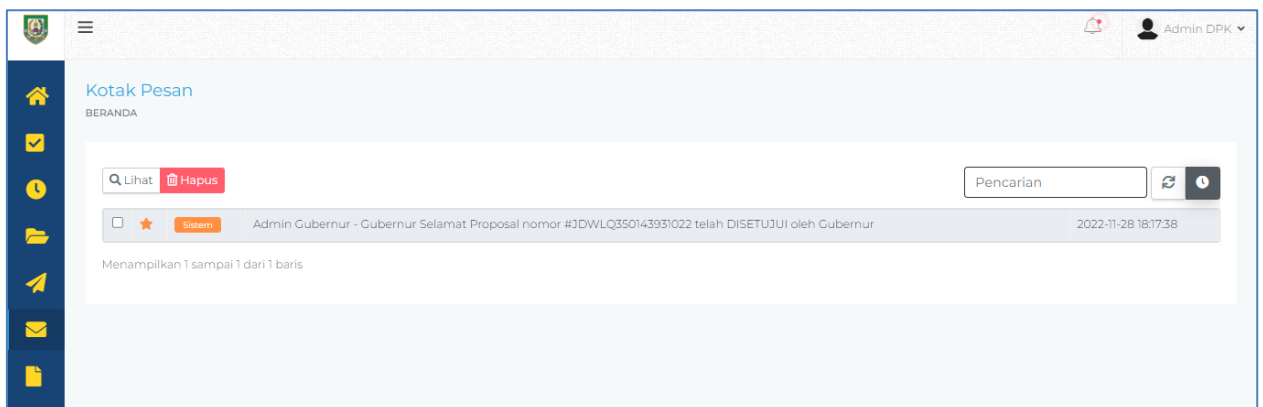 Admin DPK
Kotak Pesan
BERANDA
Lihat Hapus Pencarian
Sistem Admin Gubernur - Gubernur Selamat Proposal nomor #JDWLQ350143931022 telah DISETUJUI oleh Gubernur 2022-11-28 18:17:38
Menampilkan 1 sampai 1 dari 1 baris